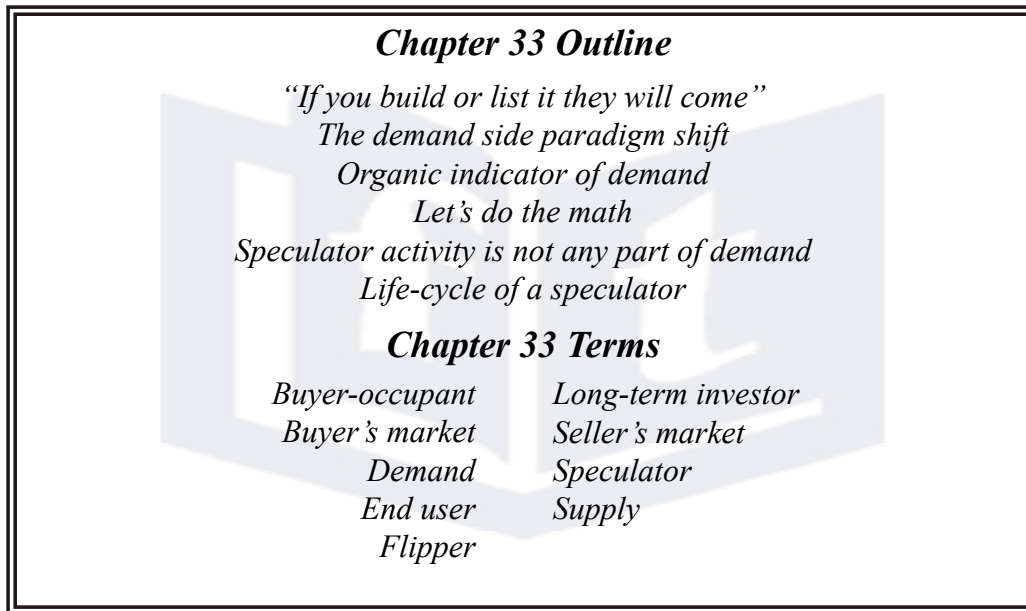 Chapter 33 Outline
“If you build or list it they will come”
The demand side paradigm shift
Organic indicator of demand
Let’s do the math
Speculator activity is not any part of demand
Life-cycle of a speculator
Chapter 33 Terms
Buyer-occupant
Buyer’s market
Demand
End user
Flipper
Long-term investor
Seller’s market
Speculator
Supply
ft